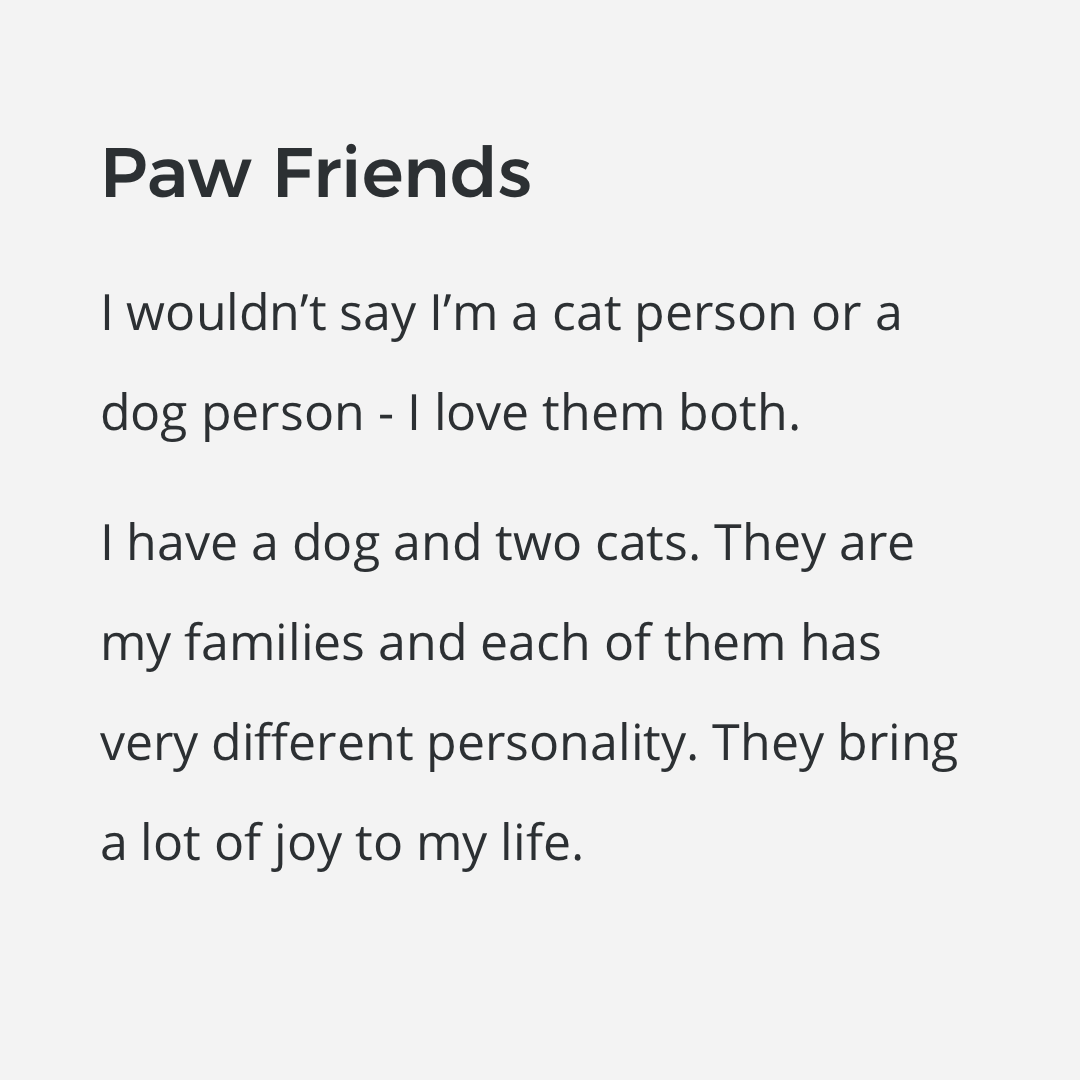 Paw Friends
I wouldn’t say I’m a cat person or a
dog person - I love them both.
I have a dog and two cats. They are
my families and each of them has
very different personality. They bring
a lot of joy to my life.